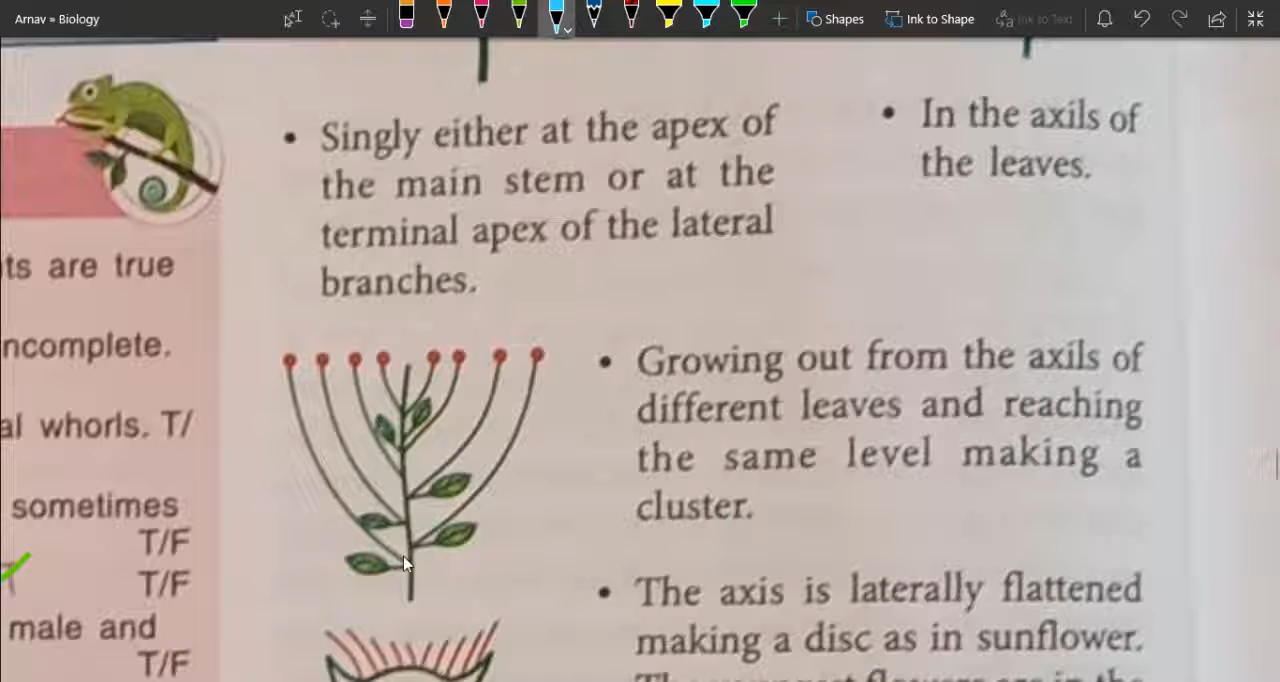 Arnav » Biology
Shapes
Ink to Shape
Ink to Text
• Singly either at the apex of
the main stem or at the
terminal apex of the lateral
branches.
• In the axils of
the leaves.
ts are true
ncomplete.
al whorls. T/
sometimes
T/F
T/F
male and
T/F
• Growing out from the axils of
different leaves and reaching
the same level making a
cluster.
• The axis is laterally flattened
making a disc as in sunflower.